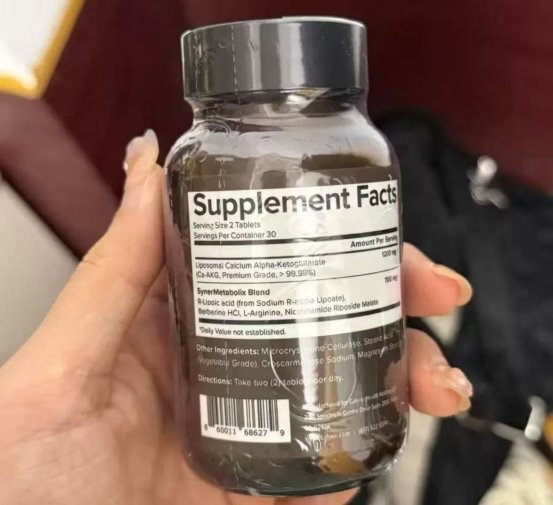 Supplement Facts
Serving Size 2 Tablets
Servings Per Container 30
Amount Per Serving
Liposomal Calcium Alpha-Ketoglutarate 1200 mg
(Ca-AKG, Premium Grade, > 99.98%)
SynerMetabolix Blend
R-Lipoic acid (from Sodium R-alpha Lipoate),
Berberine HCl, L-Arginine, Nicotinamide Riboside Malate
*Daily Value not established.
Other Ingredients: Microcrystalline Cellulose, Stearic Acid
(Vegetable Grade), Croscarmellose Sodium, Magnesium
Directions: Take two (2) tablets per day.
Manufactured for
60011 68627 9